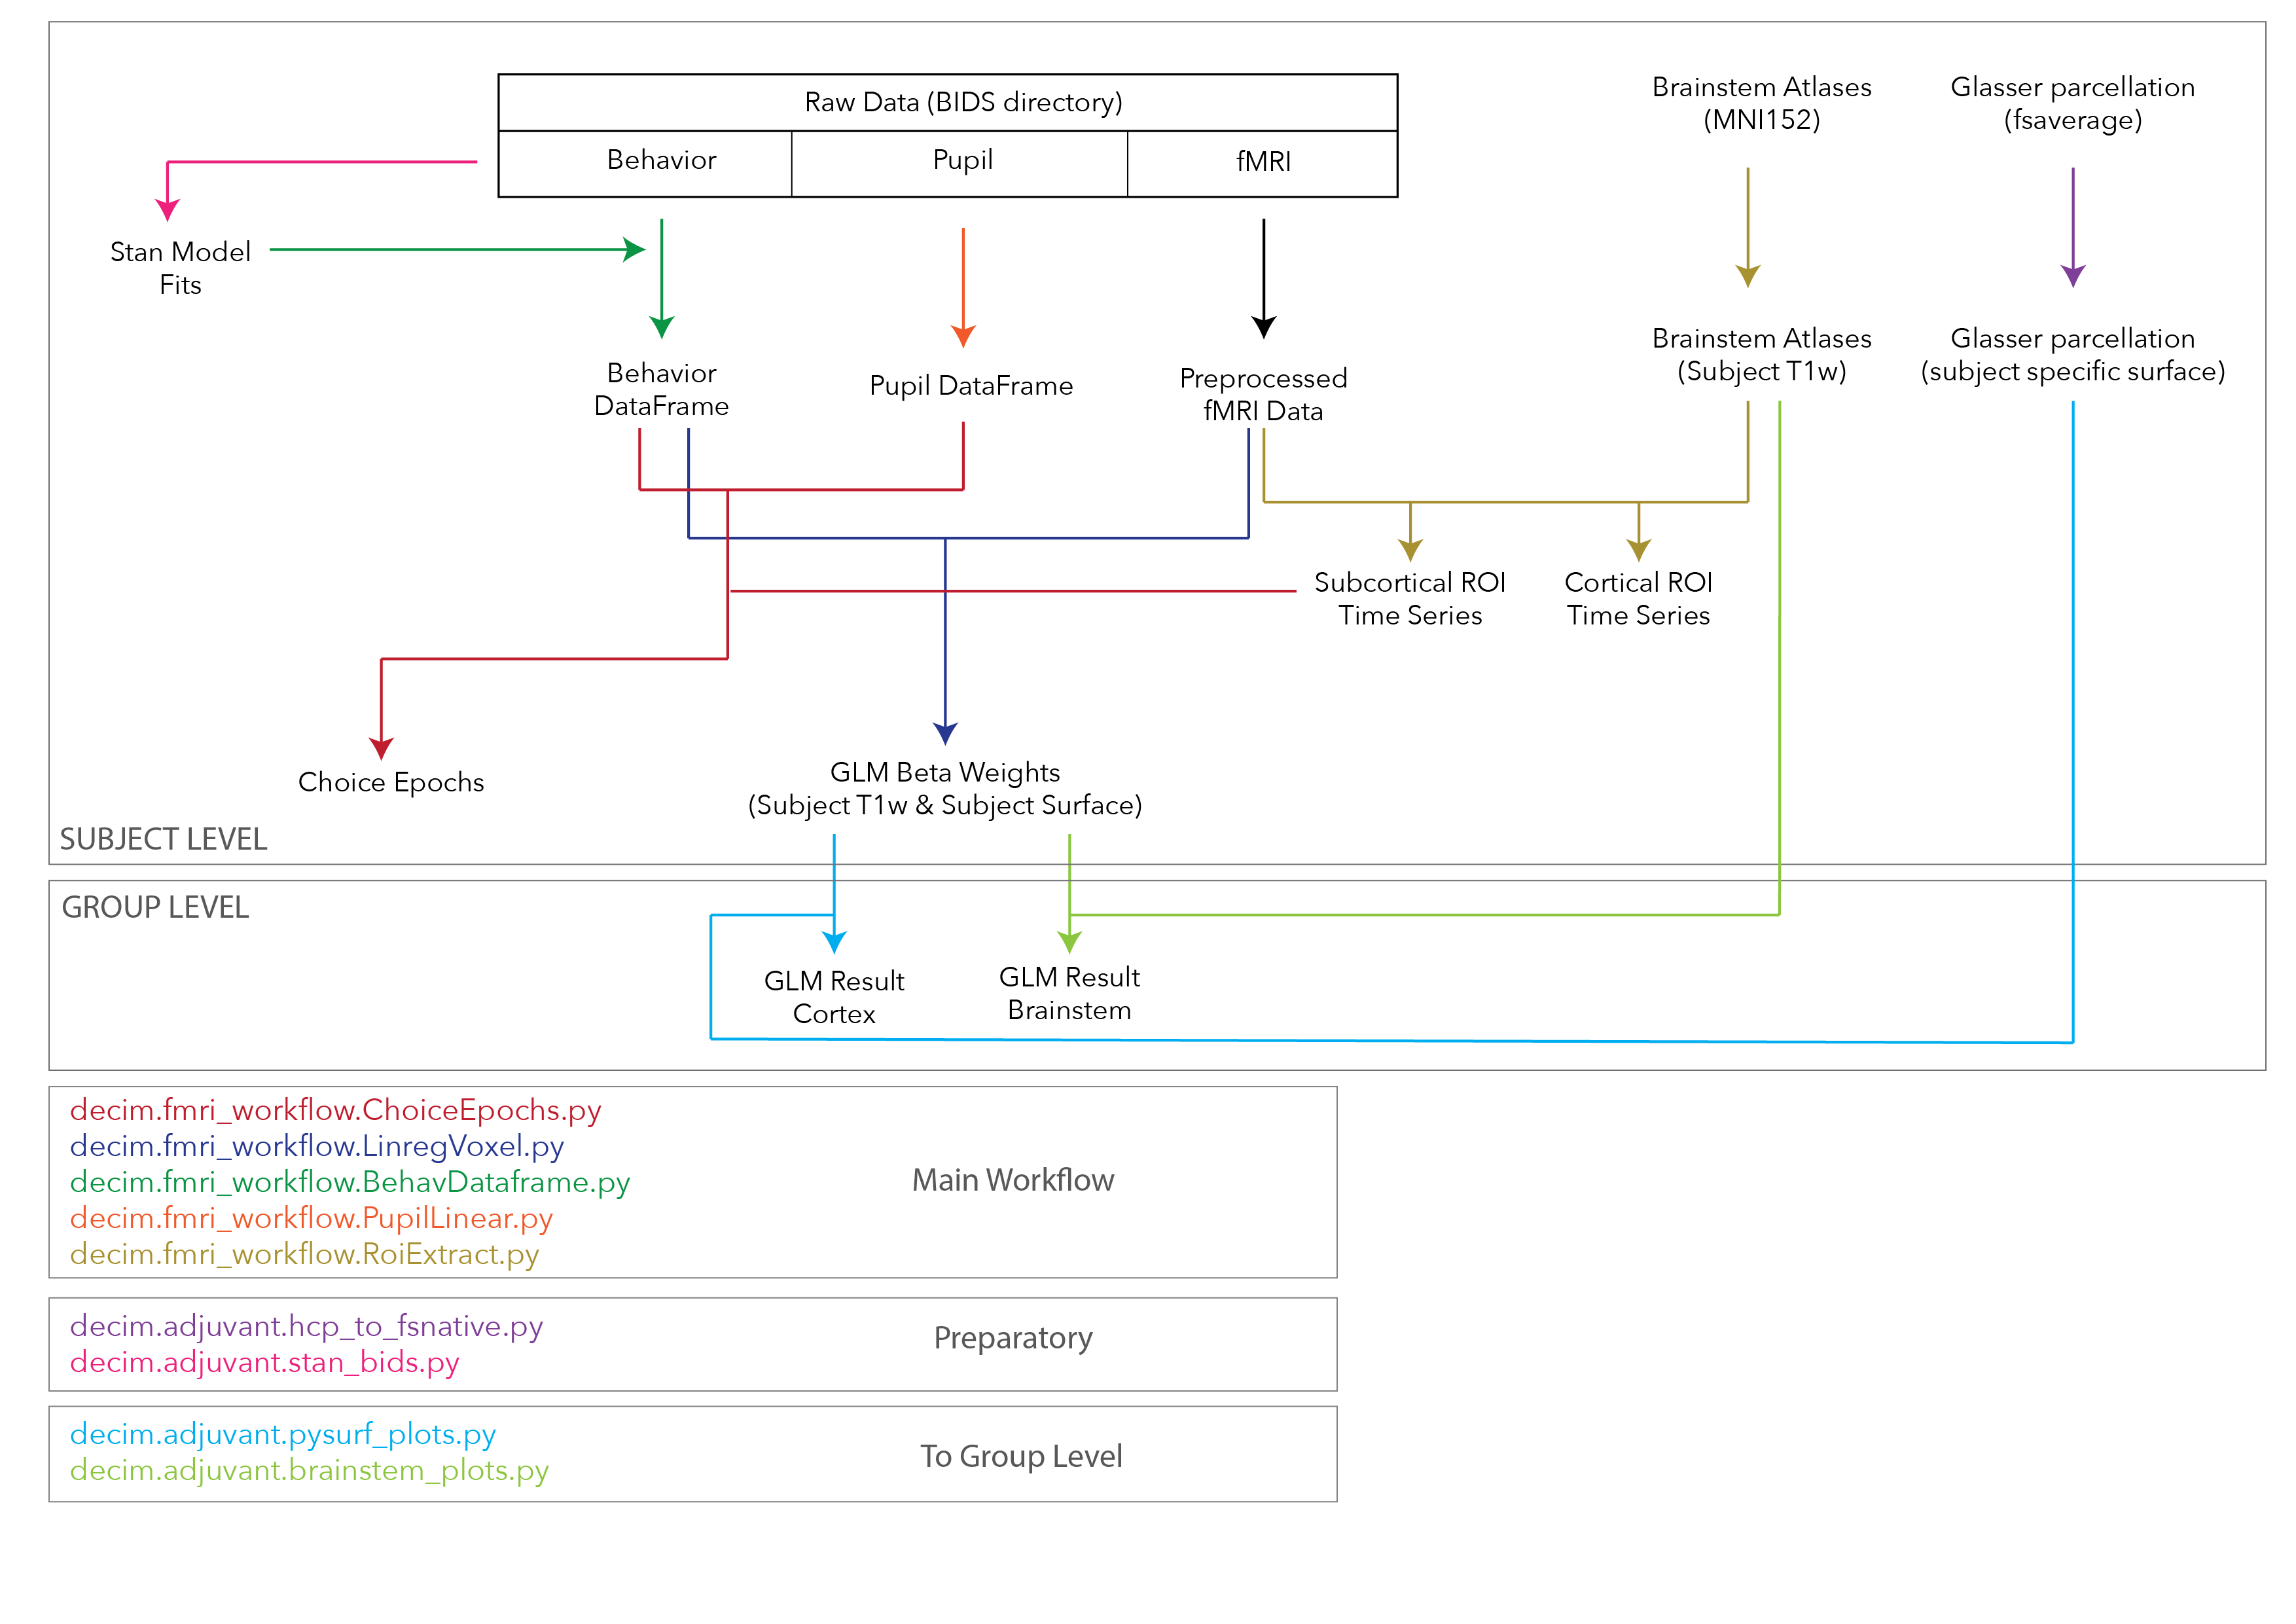 Raw Data (BIDS directory)
Behavior
Pupil
fMRI
Brainstem Atlases
(MNI152)
Glasser parcellation
(fsaverage)
Stan Model
Fits
Behavior
DataFrame
Pupil DataFrame
Preprocessed
fMRI Data
Brainstem Atlases
(Subject T1w)
Glasser parcellation
(subject specific surface)
Subcortical ROI
Time Series
Cortical ROI
Time Series
Choice Epochs
GLM Beta Weights
(Subject T1w & Subject Surface)
SUBJECT LEVEL
GROUP LEVEL
GLM Result
Cortex
GLM Result
Brainstem
decim.fmri_workflow.ChoiceEpochs.py
decim.fmri_workflow.LinregVoxel.py
decim.fmri_workflow.BehavDataframe.py
decim.fmri_workflow.PupilLinear.py
decim.fmri_workflow.RoiExtract.py
Main Workflow
decim.adjuvant.hcp_to_fsnative.py
decim.adjuvant.stan_bids.py
Preparatory
decim.adjuvant.pysurf_plots.py
decim.adjuvant.brainstem_plots.py
To Group Level